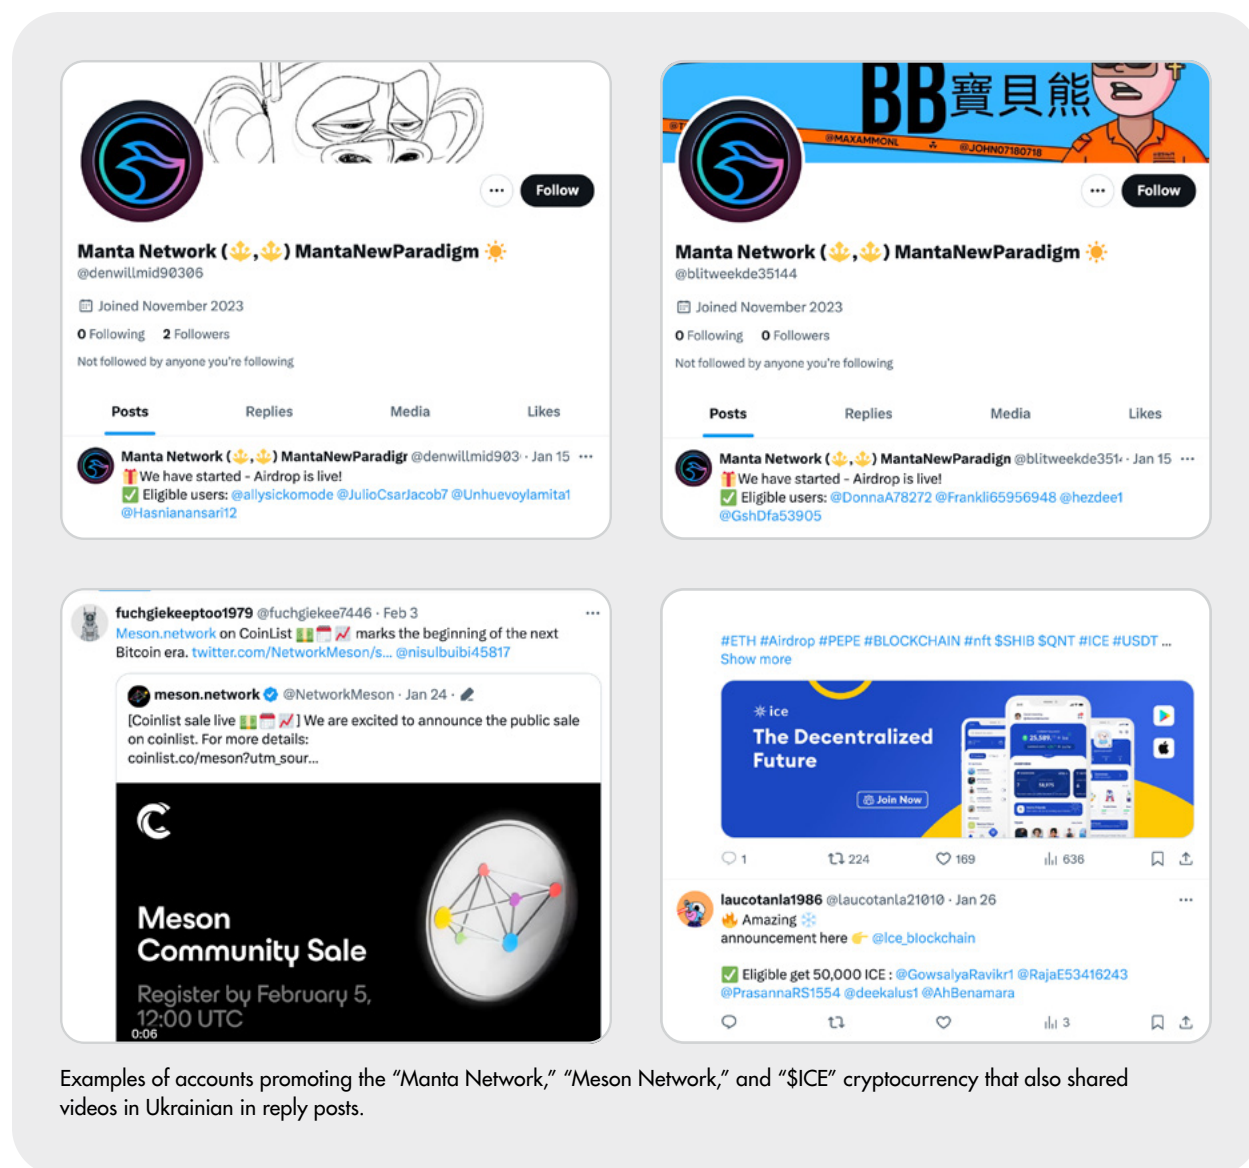 BB寶貝熊
@MAXAMMONL
@JOHN07180718
Follow
Manta Network (🔱,🔱) MantaNewParadigm ☀️
@denwillmid90306
Joined November 2023
0 Following 2 Followers
Not followed by anyone you're following
Posts Replies Media Likes
Manta Network (🔱,🔱) MantaNewParadigr @denwillmid903 · Jan 15 ···
🎁We have started - Airdrop is live!
✅ Eligible users: @allysickomode @JulioCsarJacob7 @Unhuevoylamita1
@Hasnianansari12
Follow
Manta Network (🔱,🔱) MantaNewParadigm ☀️
@blitweekde35144
Joined November 2023
0 Following 0 Followers
Not followed by anyone you're following
Posts Replies Media Likes
Manta Network (🔱,🔱) MantaNewParadign @blitweekde351 · Jan 15 ···
🎁We have started - Airdrop is live!
✅ Eligible users: @DonnaA78272 @Frankli65956948 @hezdee1
@GshDfa53905
fuchgiekeeptoo1979 @fuchgiekee7446 · Feb 3 ···
Meson.network on CoinList 💵🗓️📈 marks the beginning of the next
Bitcoin era. twitter.com/NetworkMeson/s... @nisulbuibi45817
meson.network @NetworkMeson · Jan 24 ·
[Coinlist sale live 💵🗓️📈] We are excited to announce the public sale
on coinlist. For more details:
coinlist.co/meson?utm_sour...
Meson
Community Sale
Register by February 5,
12:00 UTC
0:06
#ETH #Airdrop #PEPE #BLOCKCHAIN #nft $SHIB $QNT #ICE #USDT ...
Show more
ice
The Decentralized
Future
Join Now
25,589.
1 224 169 636
laucotanla1986 @laucotanla21010 · Jan 26 ···
🔥 Amazing ❄️
announcement here 👉 @Ice_blockchain
✅ Eligible get 50,000 ICE : @GowsalyaRavikr1 @RajaE53416243
@PrasannaRS1554 @deekalus1 @AhBenamara
3
Examples of accounts promoting the “Manta Network,” “Meson Network,” and “$ICE” cryptocurrency that also shared
videos in Ukrainian in reply posts.